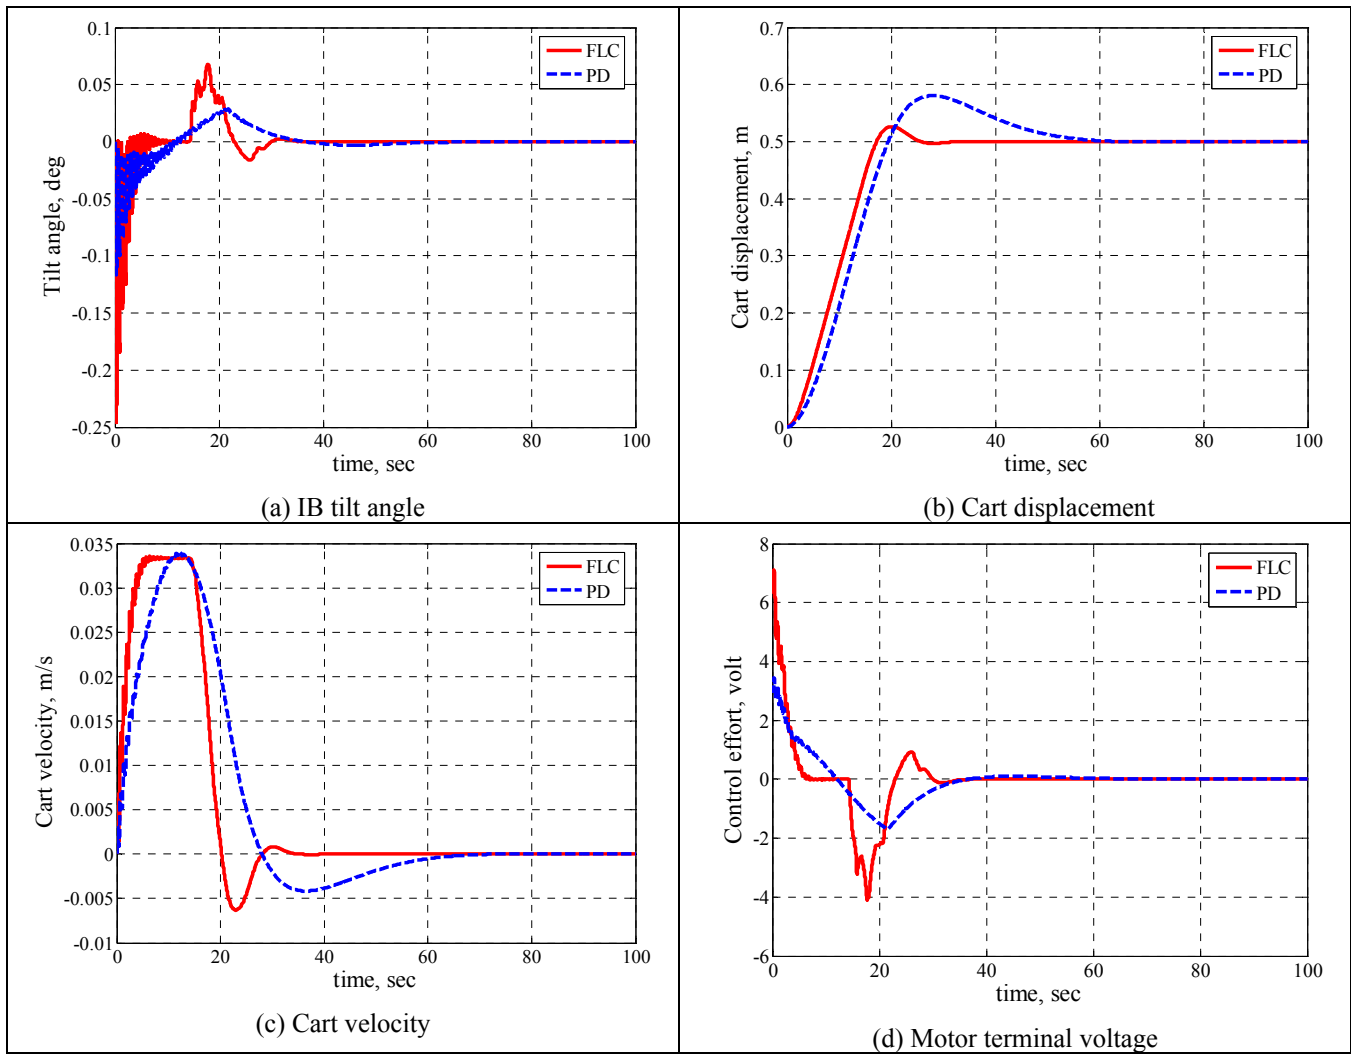 0.1
0.05
0
-0.05
-0.1
-0.15
-0.2
-0.25
Tilt angle, deg
FLC
PD
0 20 40 60 80 100
time, sec
(a) IB tilt angle
0.7
0.6
0.5
0.4
0.3
0.2
0.1
0
Cart displacement, m
FLC
PD
0 20 40 60 80 100
time, sec
(b) Cart displacement
0.035
0.03
0.025
0.02
0.015
0.01
0.005
0
-0.005
-0.01
Cart velocity, m/s
FLC
PD
0 20 40 60 80 100
time, sec
(c) Cart velocity
8
6
4
2
0
-2
-4
-6
Control effort, volt
FLC
PD
0 20 40 60 80 100
time, sec
(d) Motor terminal voltage